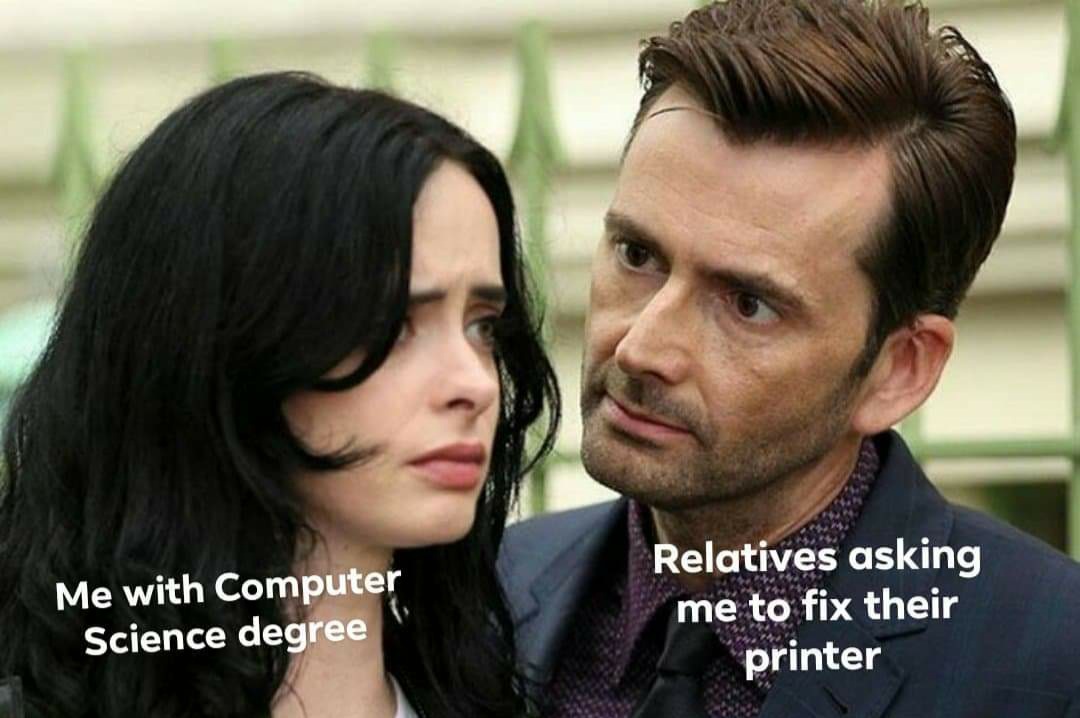 Me with Computer
Science degree
Relatives asking
me to fix their
printer